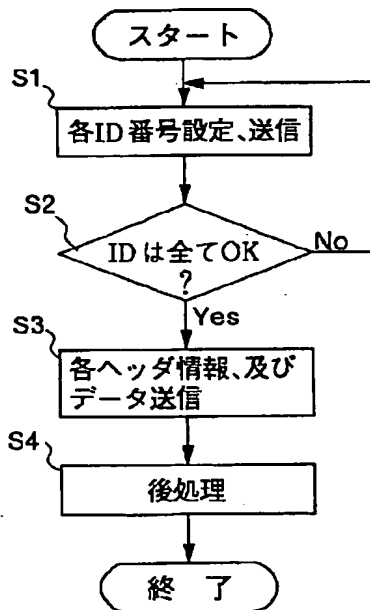 スタート
S1
各ID番号設定、送信
S2
IDは全てOK
?
No
Yes
S3
各ヘッダ情報、及び
データ送信
S4
後処理
終 了